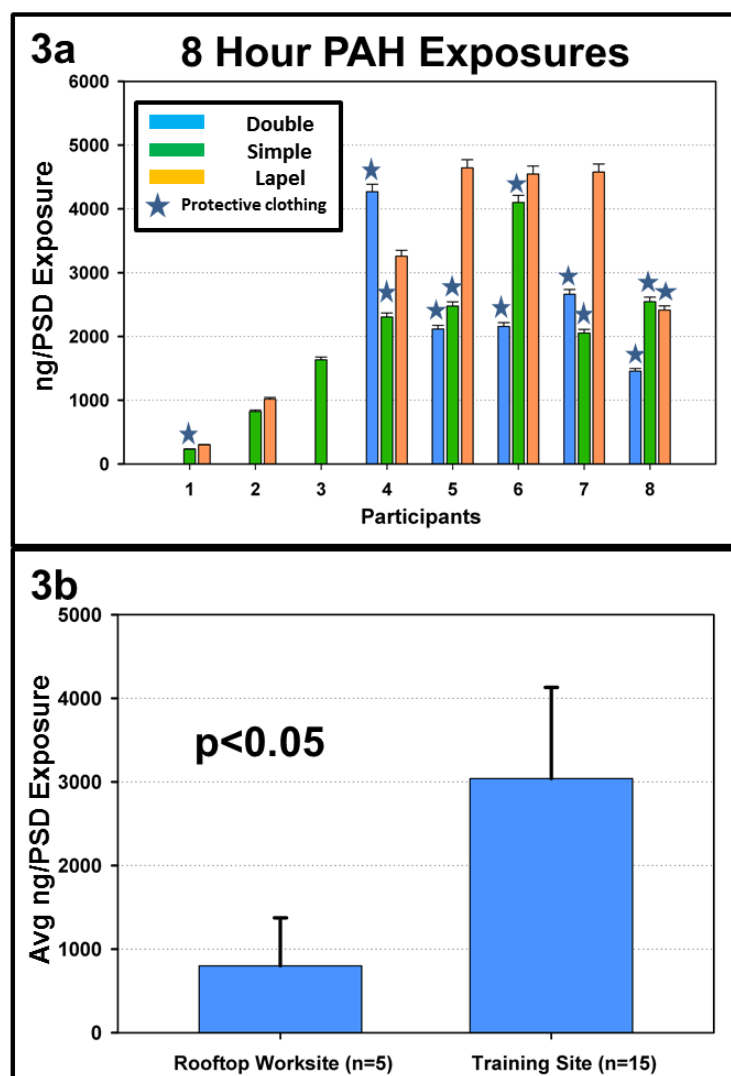 3a 8 Hour PAH Exposures
6000
5000
4000
3000
2000
1000
0
ng/PSD Exposure
Double
Simple
Lapel
Protective clothing
1 2 3 4 5 6 7 8
Participants
3b
5000
4000
3000
2000
1000
0
Avg ng/PSD Exposure
p<0.05
Rooftop Worksite (n=5) Training Site (n=15)